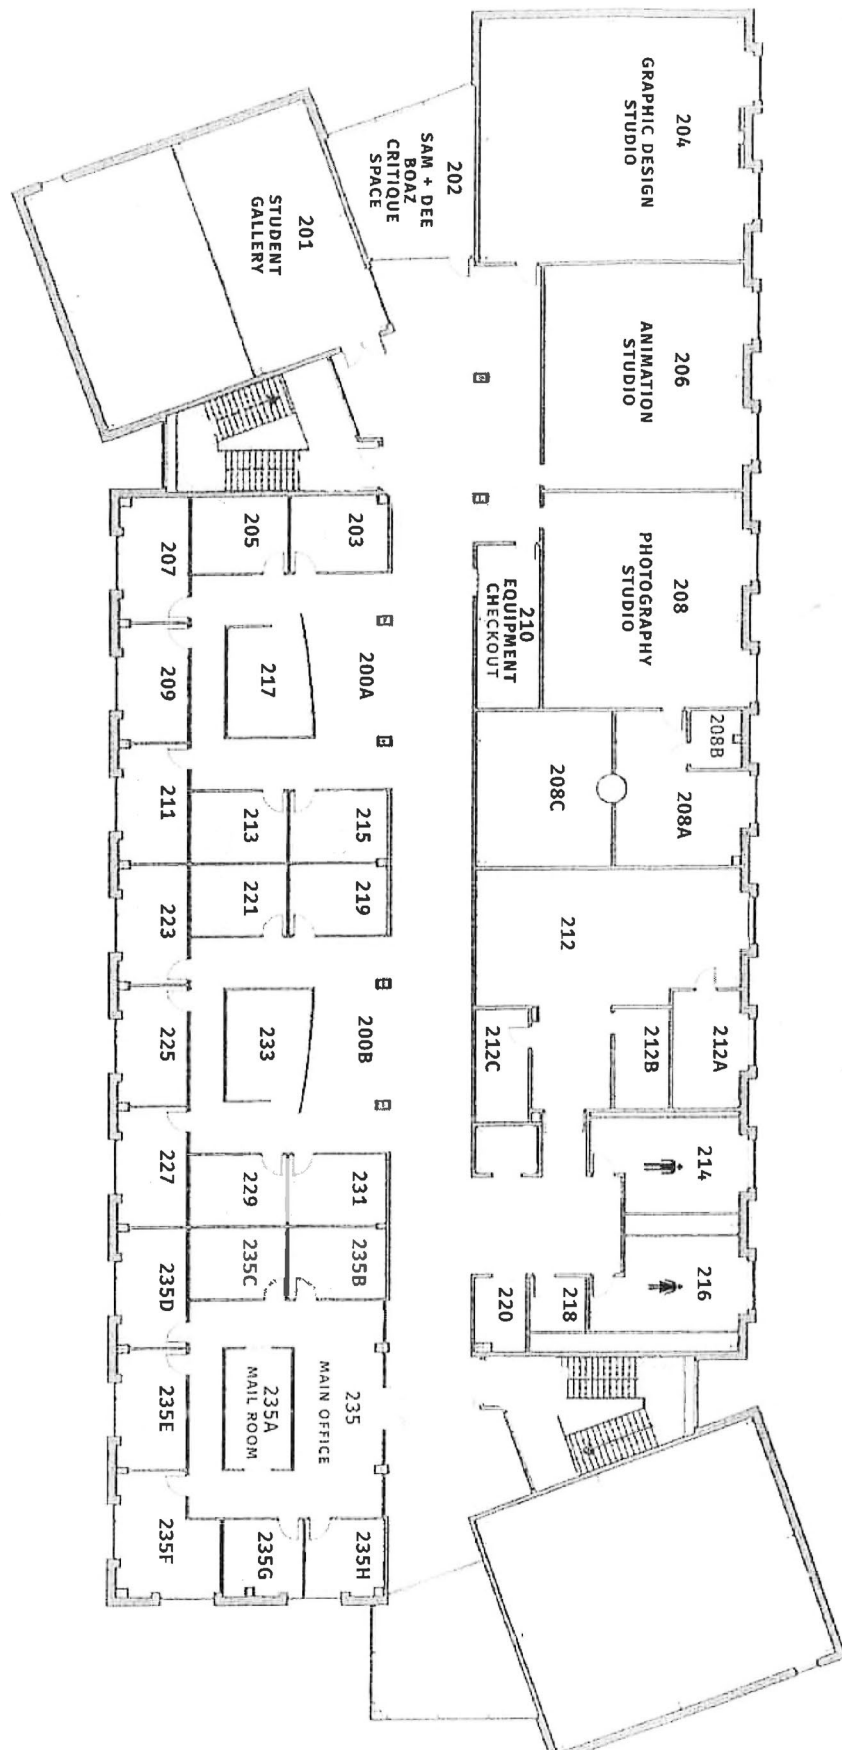 204
GRAPHIC DESIGN
STUDIO
202
SAM + DEE
BOAZ
CRITIQUE
SPACE
201
STUDENT
GALLERY
206
ANIMATION
STUDIO
208
PHOTOGRAPHY
STUDIO
210
EQUIPMENT
CHECKOUT
203
205
207
209
217
200A
208B
208A
208C
211
213
215
212
219
221
223
212A
212B
212C
200B
233
225
227
229
231
214
216
218
220
235B
235C
235D
235
MAIN OFFICE
235A
MAIL ROOM
235E
235F
235G
235H